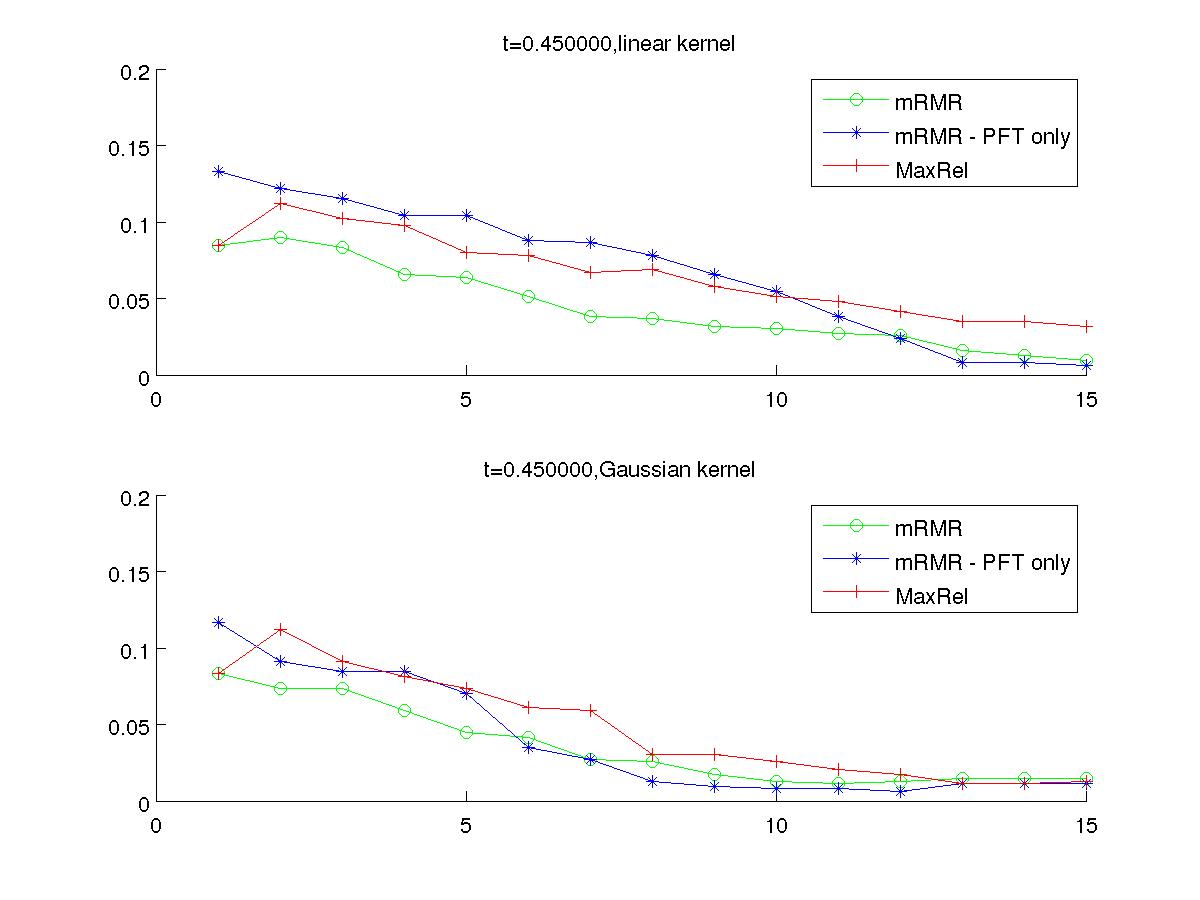 t=0.450000,linear kernel
0.2
0.15
0.1
0.05
0
0 5 10 15
mRMR
mRMR - PFT only
MaxRel
t=0.450000,Gaussian kernel
0.2
0.15
0.1
0.05
0
0 5 10 15
mRMR
mRMR - PFT only
MaxRel